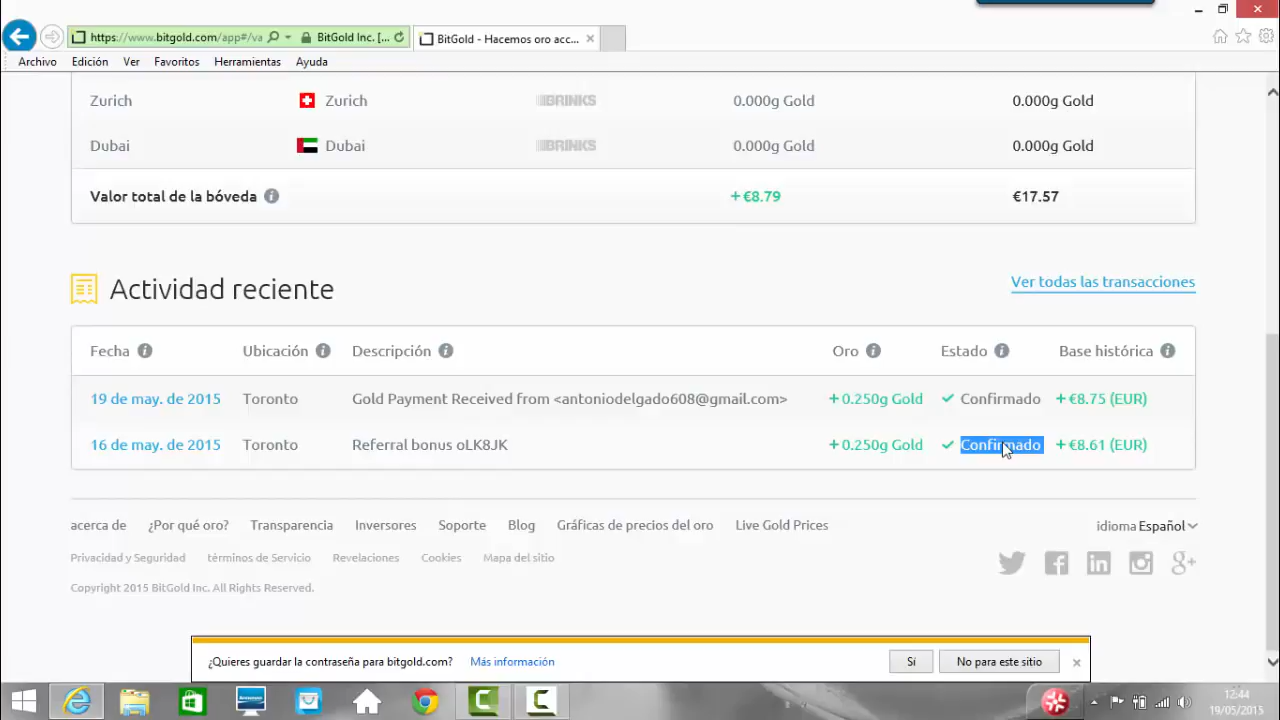 https://www.bitgold.com/app#/va
BitGold Inc. [...
BitGold - Hacemos oro acc...
Archivo Edición Ver Favoritos Herramientas Ayuda
Zurich Zurich BRINKS 0.000g Gold 0.000g Gold
Dubai Dubai BRINKS 0.000g Gold 0.000g Gold
Valor total de la bóveda +€8.79 €17.57
Actividad reciente
Ver todas las transacciones
Fecha Ubicación Descripción Oro Estado Base histórica
19 de may. de 2015 Toronto Gold Payment Received from <antoniodelgado608@gmail.com> +0.250g Gold Confirmado +€8.75 (EUR)
16 de may. de 2015 Toronto Referral bonus oLK8JK +0.250g Gold Confirmado +€8.61 (EUR)
acerca de ¿Por qué oro? Transparencia Inversores Soporte Blog Gráficas de precios del oro Live Gold Prices
idioma Español
Privacidad y Seguridad términos de Servicio Revelaciones Cookies Mapa del sitio
Copyright 2015 BitGold Inc. All Rights Reserved.
¿Quieres guardar la contraseña para bitgold.com? Más información Sí No para este sitio
12:44
19/05/2015